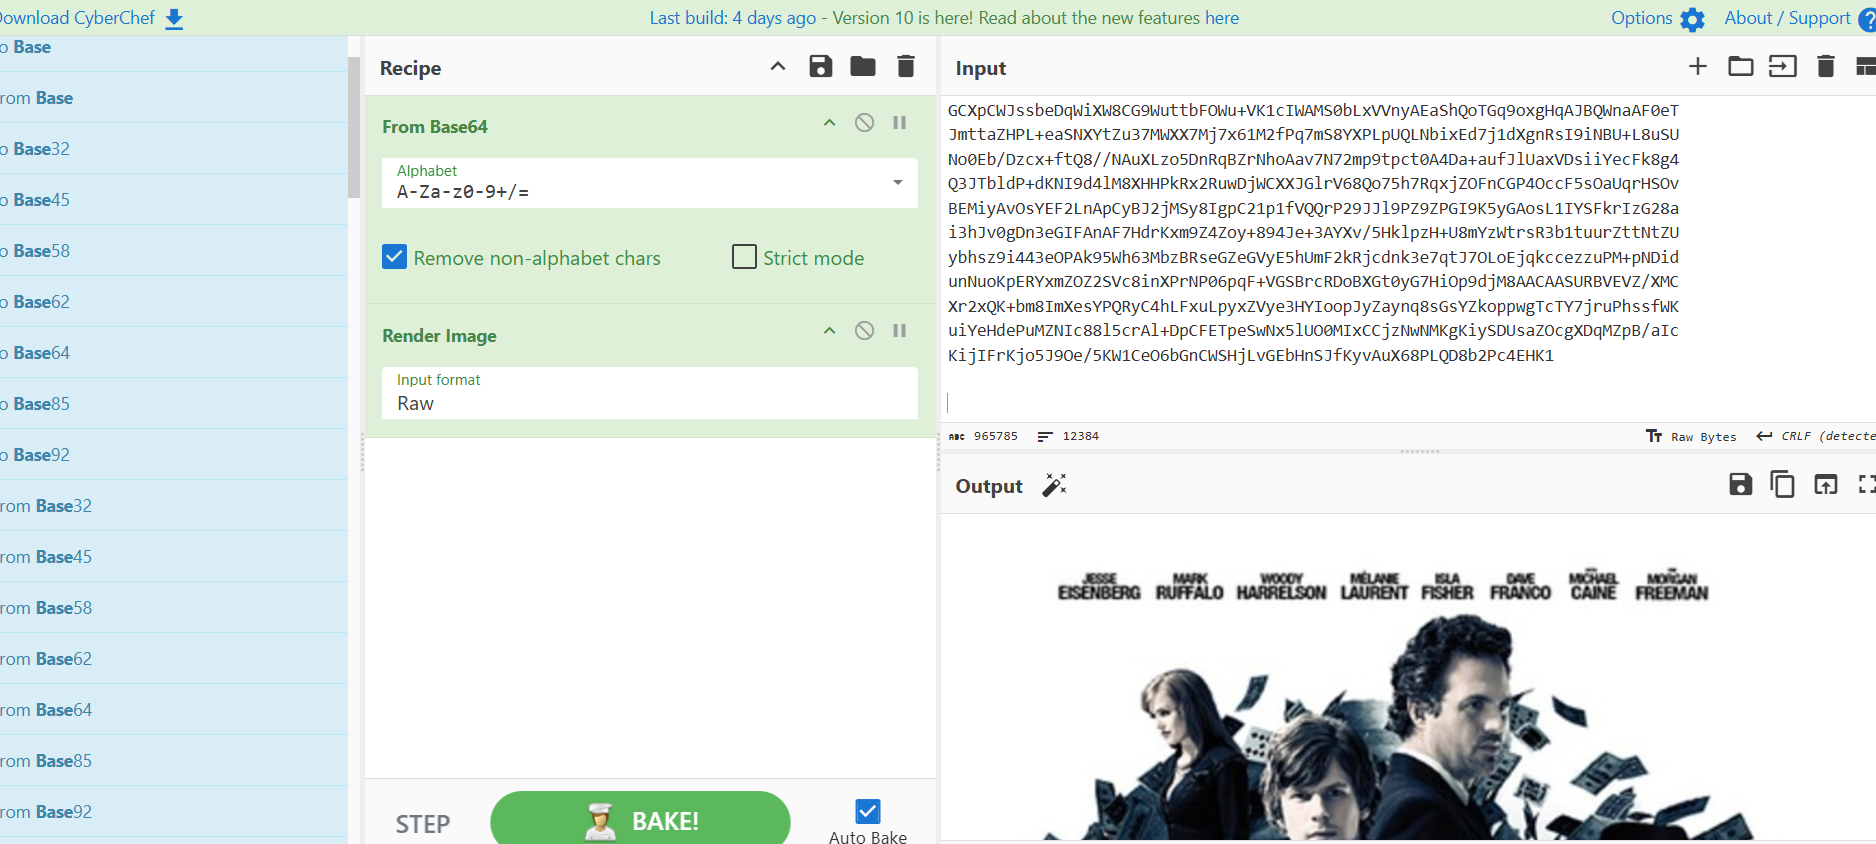 Download CyberChef
Last build: 4 days ago - Version 10 is here! Read about the new features here
Options
About / Support
o Base
rom Base
o Base32
o Base45
o Base58
o Base62
o Base64
o Base85
o Base92
rom Base32
rom Base45
rom Base58
rom Base62
rom Base64
rom Base85
rom Base92
Recipe
From Base64
Alphabet
A-Za-z0-9+/=
Remove non-alphabet chars
Strict mode
Render Image
Input format
Raw
STEP
BAKE!
Auto Bake
Input
GCXpCWJssbeDqWiXW8CG9WuttbFOWu+VK1cIWAMS0bLxVVnyAEaShQoTGq9oxgHqAJBQWnaAF0eT
JmttaZHPL+eaSNXYtZu37MWXX7Mj7x61M2fPq7mS8YXPLpUQLNbixEd7j1dXgnRsI9iNBU+L8uSU
No0Eb/Dzcx+ftQ8//NAuXLzo5DnRqBZrNhoAav7N72mp9tpct0A4Da+aufJlUaxVDsiiYecFk8g4
Q3JTbldP+dKNI9d4lM8XHHPkRx2RuwDjWCXXJGlrV68Qo75h7RqxjZOFnCGP4OccF5sOaUqrHSOv
BEMiyAvOsYEF2LnApCyBJ2jMSy8IgpC21p1fVQQrP29JJl9PZ9ZPGI9K5yGAosL1IYSFkrIzG28a
i3hJv0gDn3eGIFAnAF7HdrKxm9Z4Zoy+894Je+3AYXv/5HklpzH+U8mYzWtrsR3b1tuurZttNtZU
ybhsz9i443eOPAk95Wh63MbzBRseGZeGVyE5hUmF2kRjcdnk3e7qtJ7OLoEjqkccezzuPM+pNDid
unNuoKpERYxmZOZ2SVc8inXPrNP06pqF+VGSBrcRDoBXGt0yG7HiOp9djM8AACAASURBVEVZ/XMC
Xr2xQK+bm8ImXesYPQRyC4hLFxuLpyxZVye3HYIoopJyZaynq8sGsYZkoppwgTcTY7jruPhssfWK
uiYeHdePuMZNIc88l5crAl+DpCFETpeSwNx5lUO0MIxCCjzNwNMKgKiySDUsaZOcgXDqMZpB/aIc
KijIFrKjo5J9Oe/5KW1CeO6bGnCWSHjLvGEbHnSJfKyvAuX68PLQD8b2Pc4EHK1
965785
12384
Raw Bytes
CRLF (detecte
Output
JESSE EISENBERG
MARK RUFFALO
WOODY HARRELSON
MÉLANIE LAURENT
ISLA FISHER
DAVE FRANCO
MICHAEL CAINE
MORGAN FREEMAN